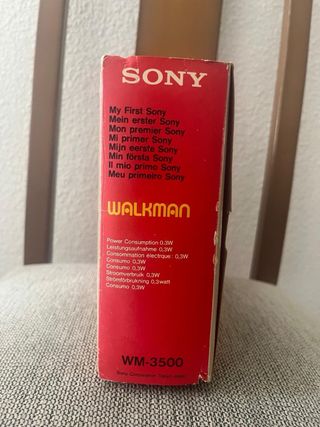 SONY
My First Sony
Mein erster Sony
Mon premier Sony
Mi primer Sony
Mijn eerste Sony
Min första Sony
Il mio primo Sony
Meu primeiro Sony
WALKMAN
Power Consumption 0.3W
Leistungsaufnahme 0,3W
Consommation électrique: 0,3W
Consumo 0,3W
Consumo: 0,3W
Stroomverbruik 0,3W
Strömförbrukning 0,3watt
Consumo 0,3W
WM-3500
Sony Corporation